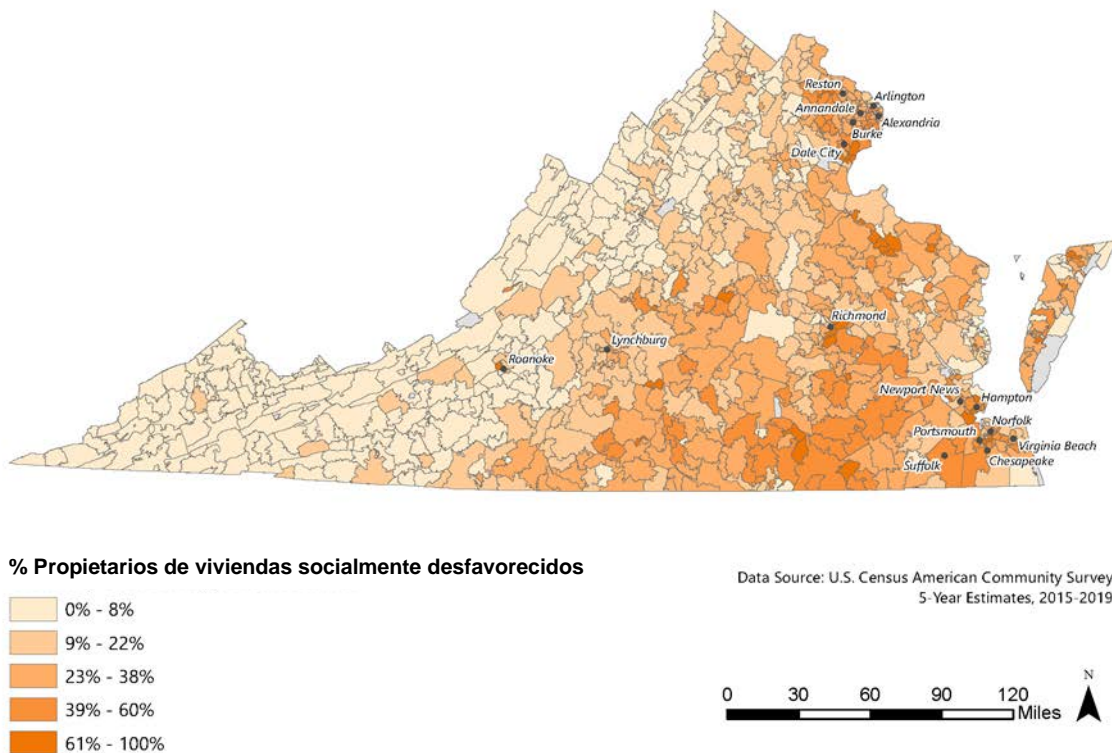 Reston
Arlington
Annandale
Alexandria
Burke
Dale City
Richmond
Lynchburg
Roanoke
Newport News
Hampton
Norfolk
Portsmouth
Virginia Beach
Suffolk
Chesapeake
% Propietarios de viviendas socialmente desfavorecidos
0% - 8%
9% - 22%
23% - 38%
39% - 60%
61% - 100%
Data Source: U.S. Census American Community Survey
5-Year Estimates, 2015-2019
N
0 30 60 90 120
Miles